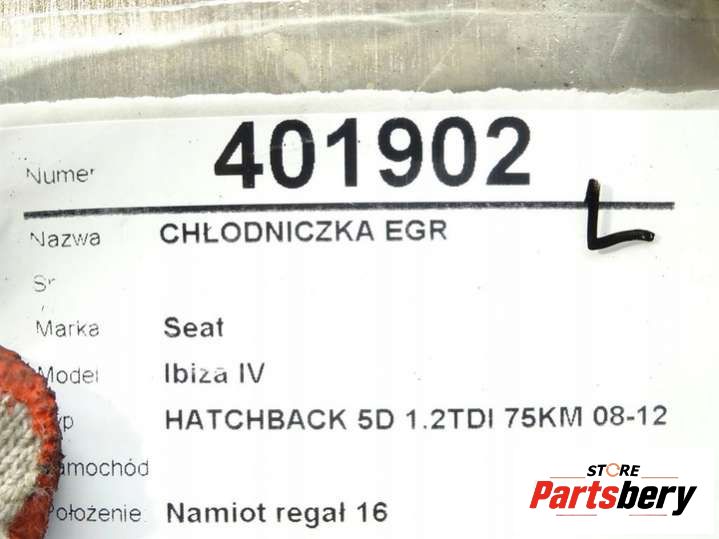 Numer 401902
Nazwa CHŁODNICZKA EGR
L
Marka Seat
Model Ibiza IV
HATCHBACK 5D 1.2TDI 75KM 08-12
Samochód
Położenie: Namiot regał 16
STORE
Partsbery